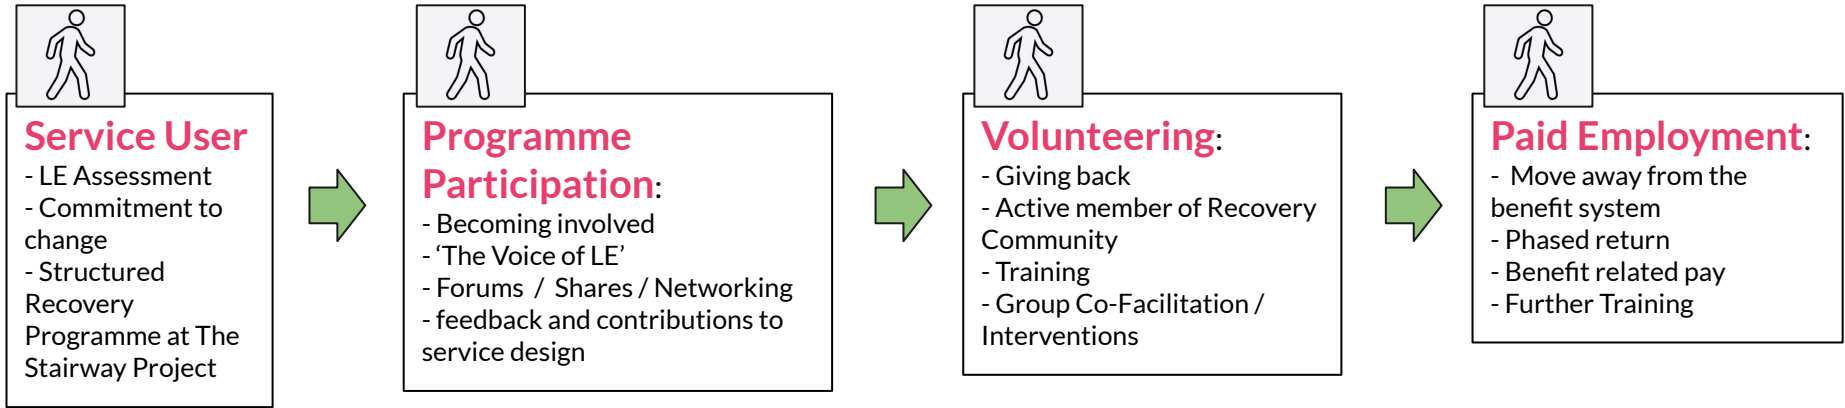 Service User
- LE Assessment
- Commitment to
change
- Structured
Recovery
Programme at The
Stairway Project
Programme
Participation:
- Becoming involved
- ‘The Voice of LE’
- Forums / Shares / Networking
- feedback and contributions to
service design
Volunteering:
- Giving back
- Active member of Recovery
Community
- Training
- Group Co-Facilitation /
Interventions
Paid Employment:
- Move away from the
benefit system
- Phased return
- Benefit related pay
- Further Training